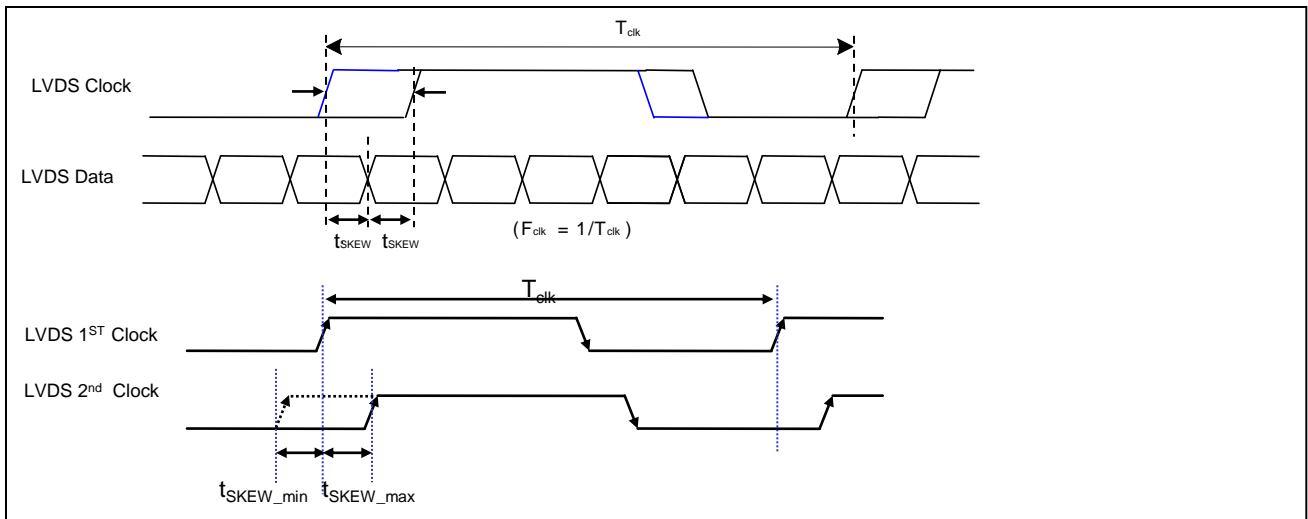 Tclk
LVDS Clock
LVDS Data
tSKEW tSKEW
(Fclk = 1/Tclk)
Tclk
LVDS 1ST Clock
LVDS 2nd Clock
tSKEW_min tSKEW_max